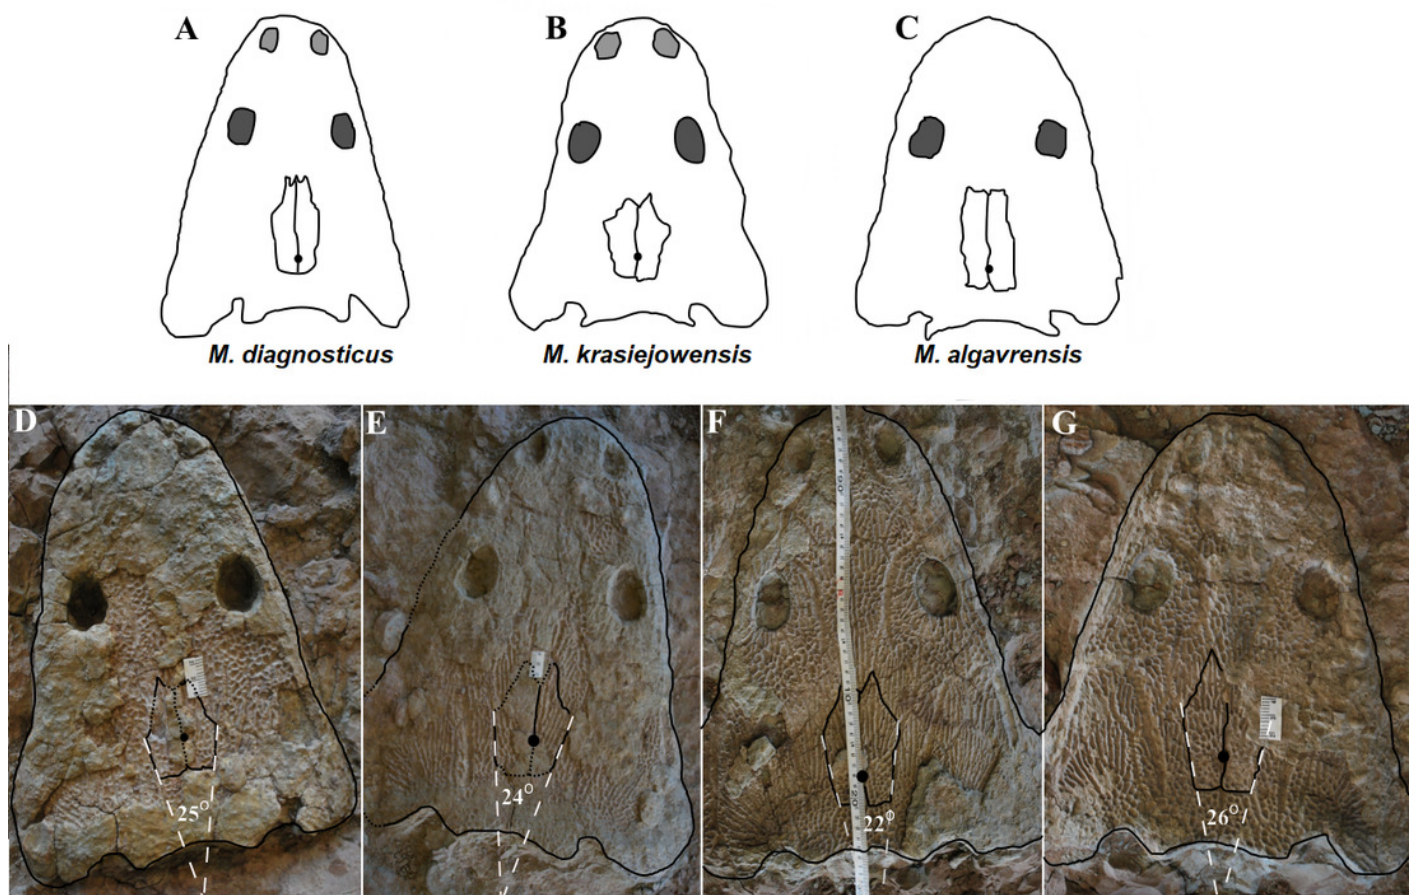 A
B
C
M. diagnosticus
M. krasiejowensis
M. algavrensis
D
E
F
G
25°
24°
22°
26°